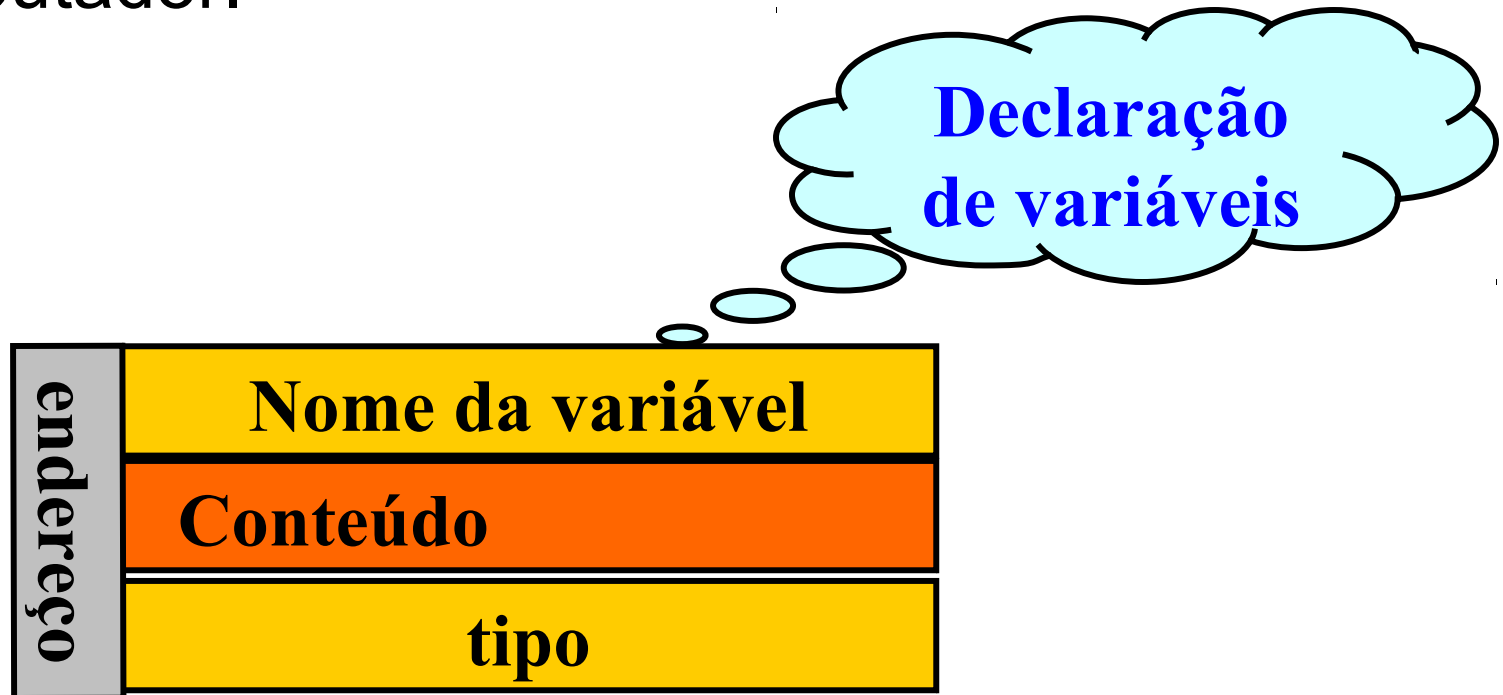 Declaração
de variáveis
Nome da variável
endereço
Conteúdo
tipo